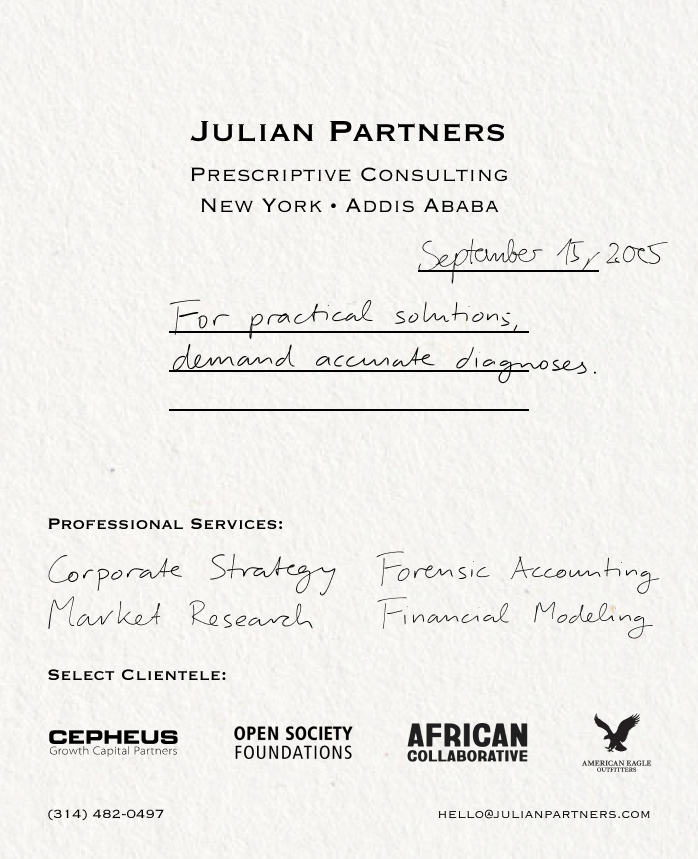 JULIAN PARTNERS
PRESCRIPTIVE CONSULTING
NEW YORK • ADDIS ABABA
September 15, 2005
For practical solutions,
demand accurate diagnoses.
PROFESSIONAL SERVICES:
Corporate Strategy Forensic Accounting
Market Research Financial Modeling
SELECT CLIENTELE:
CEPHEUS
Growth Capital Partners
OPEN SOCIETY
FOUNDATIONS
AFRICAN
COLLABORATIVE
AMERICAN EAGLE
OUTFITTERS
(314) 482-0497 HELLO@JULIANPARTNERS.COM